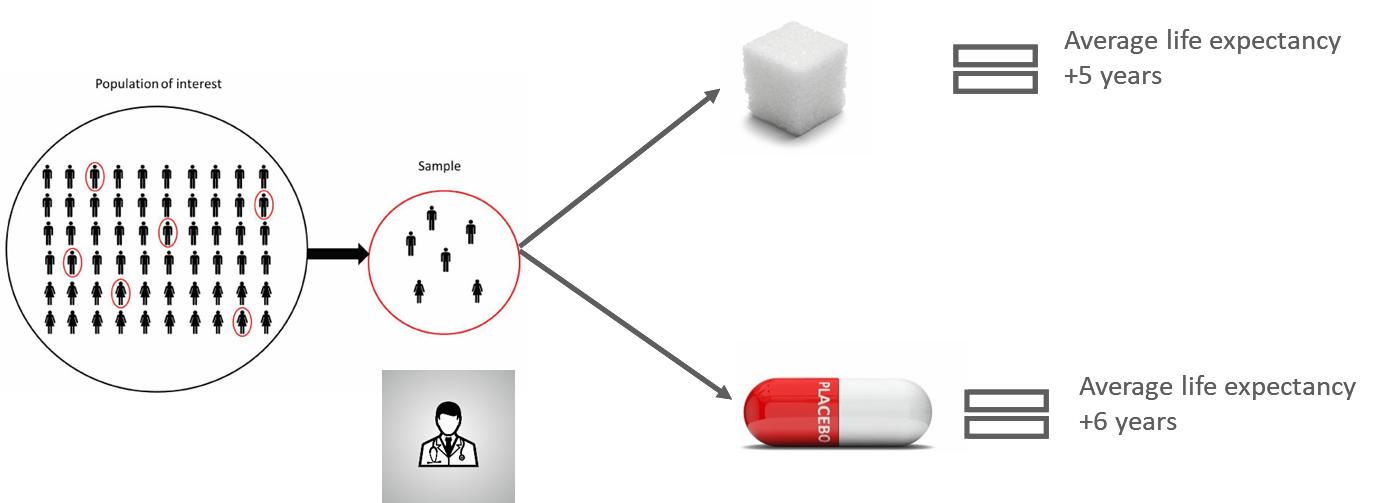 Population of interest
Sample
Average life expectancy
+5 years
PLACEBO
Average life expectancy
+6 years